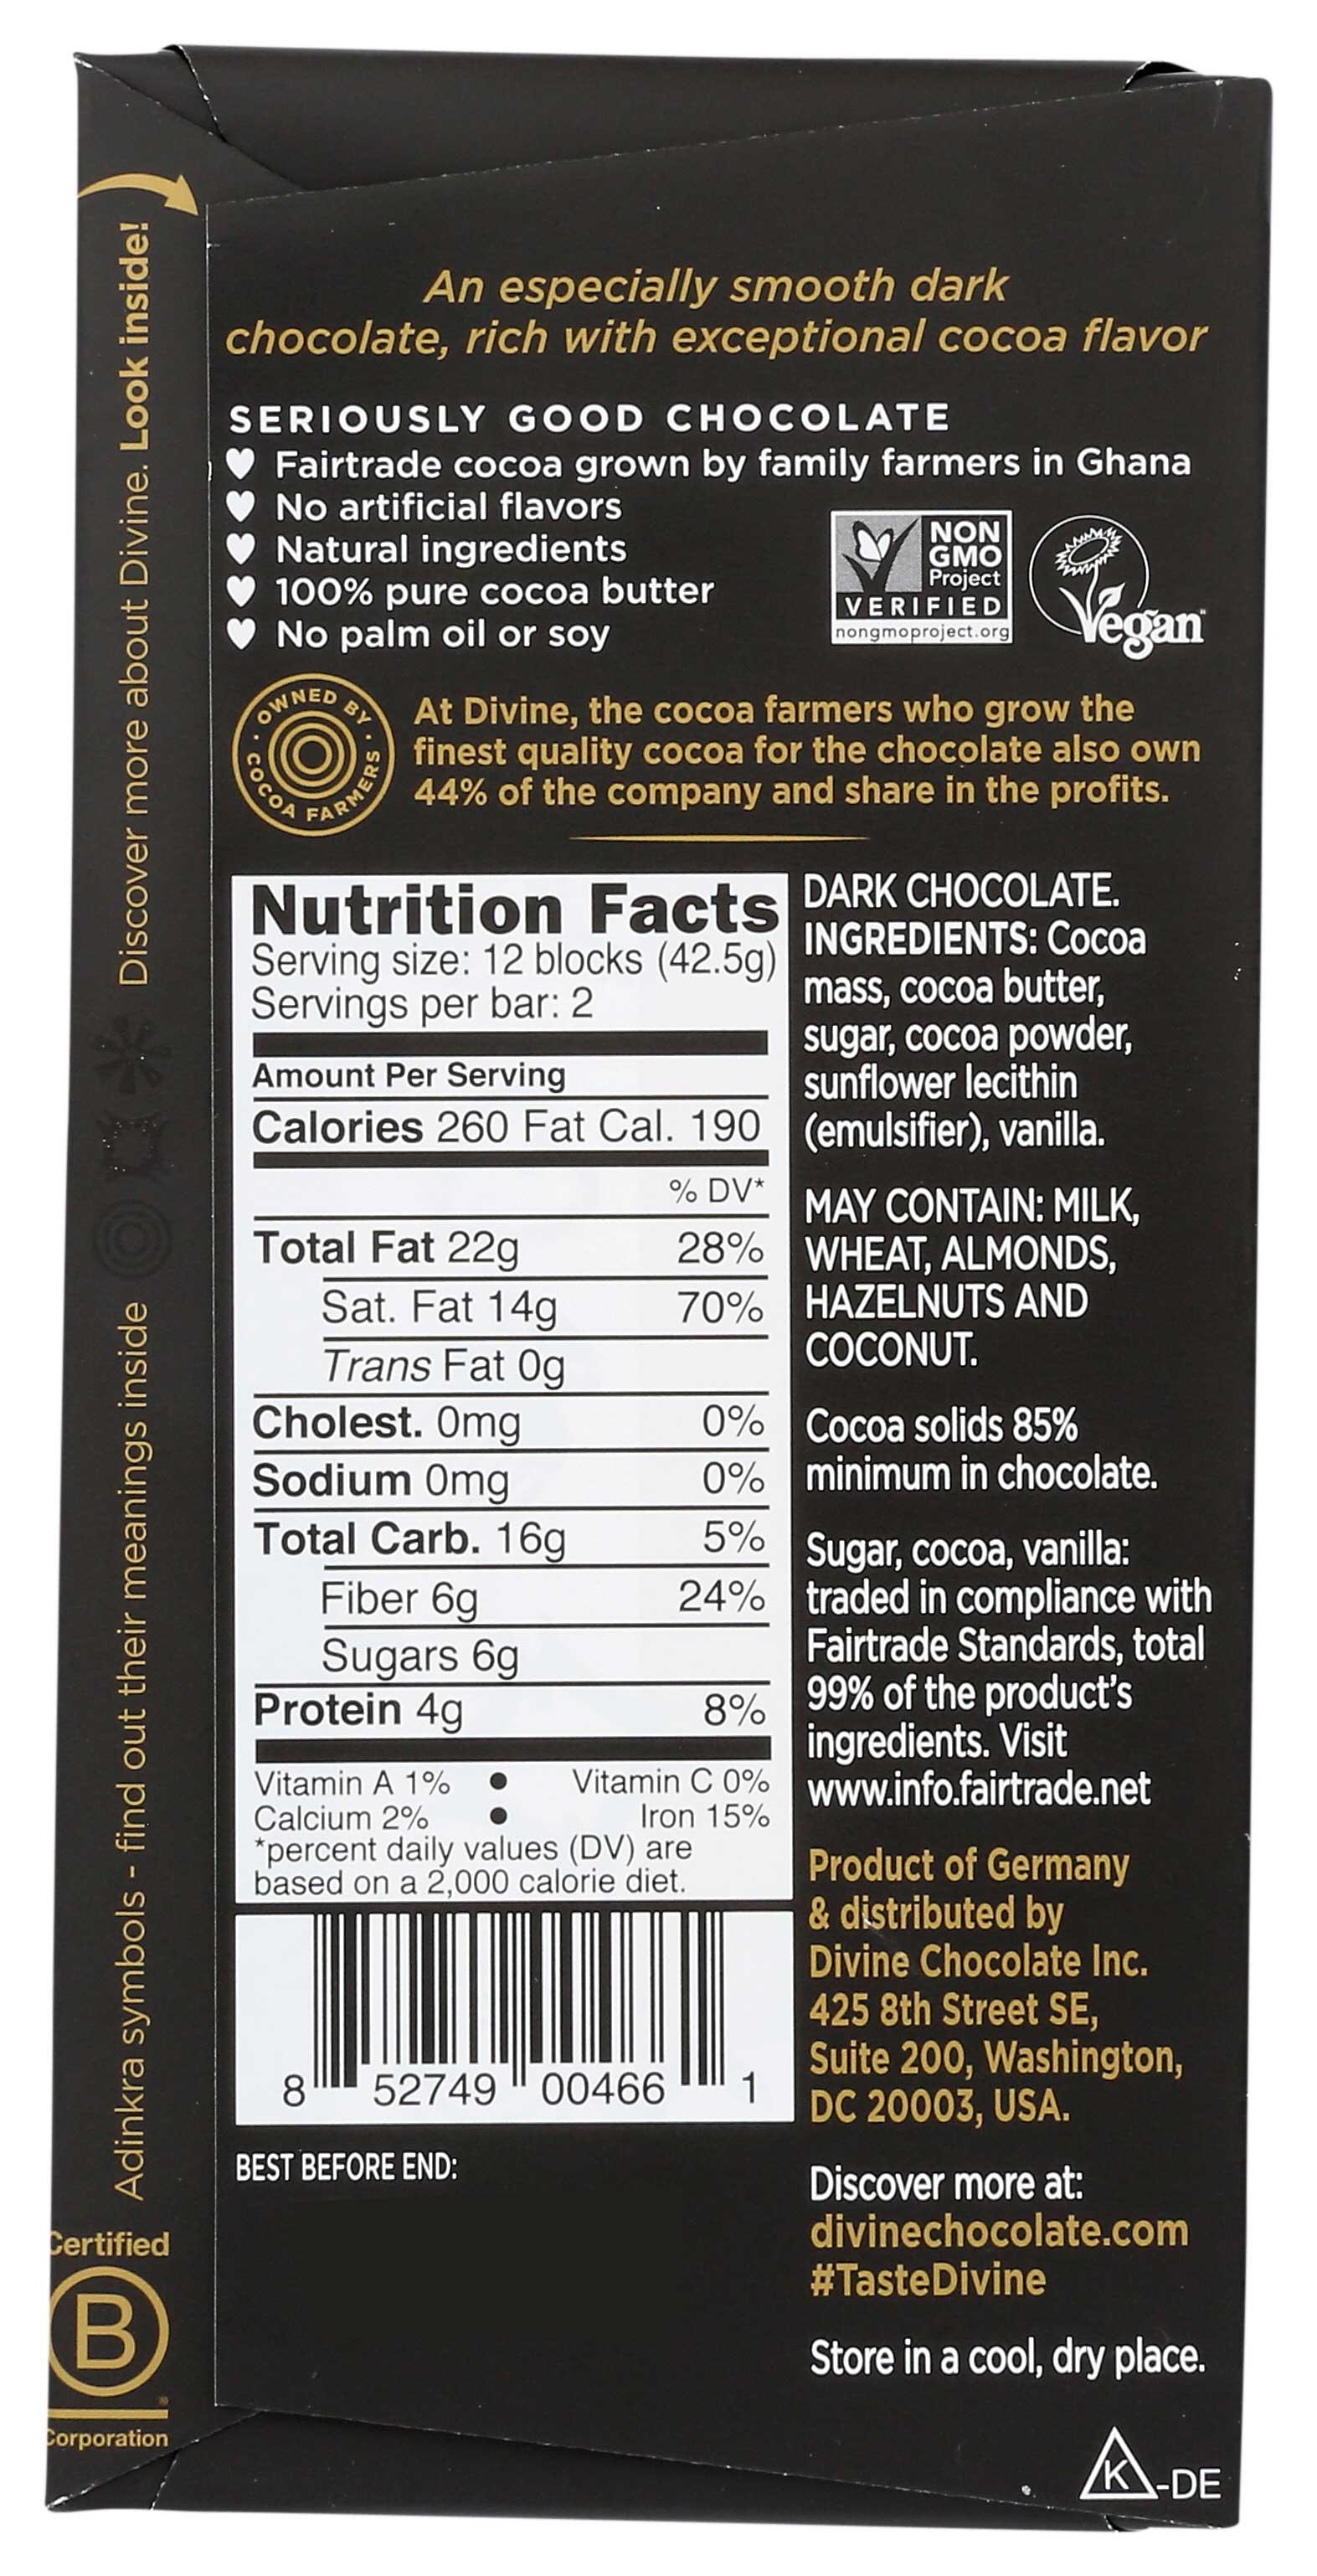 Discover more about Divine. Look inside!
Adinkra symbols - find out their meanings inside
Certified
B
®
Corporation
An especially smooth dark
chocolate, rich with exceptional cocoa flavor
SERIOUSLY GOOD CHOCOLATE
Fairtrade cocoa grown by family farmers in Ghana
No artificial flavors
Natural ingredients
100% pure cocoa butter
No palm oil or soy
NON
GMO
Project
VERIFIED
nongmoproject.org
Vegan
OWNED BY
COCOA FARMERS
At Divine, the cocoa farmers who grow the
finest quality cocoa for the chocolate also own
44% of the company and share in the profits.
Nutrition Facts
Serving size: 12 blocks (42.5g)
Servings per bar: 2
Amount Per Serving
Calories 260 Fat Cal. 190
% DV*
Total Fat 22g 28%
Sat. Fat 14g 70%
Trans Fat 0g
Cholest. 0mg 0%
Sodium 0mg 0%
Total Carb. 16g 5%
Fiber 6g 24%
Sugars 6g
Protein 4g 8%
Vitamin A 1% • Vitamin C 0%
Calcium 2% • Iron 15%
*percent daily values (DV) are
based on a 2,000 calorie diet.
8 52749 00466 1
BEST BEFORE END:
DARK CHOCOLATE.
INGREDIENTS: Cocoa
mass, cocoa butter,
sugar, cocoa powder,
sunflower lecithin
(emulsifier), vanilla.
MAY CONTAIN: MILK,
WHEAT, ALMONDS,
HAZELNUTS AND
COCONUT.
Cocoa solids 85%
minimum in chocolate.
Sugar, cocoa, vanilla:
traded in compliance with
Fairtrade Standards, total
99% of the product's
ingredients. Visit
www.info.fairtrade.net
Product of Germany
& distributed by
Divine Chocolate Inc.
425 8th Street SE,
Suite 200, Washington,
DC 20003, USA.
Discover more at:
divinechocolate.com
#TasteDivine
Store in a cool, dry place.
K-DE